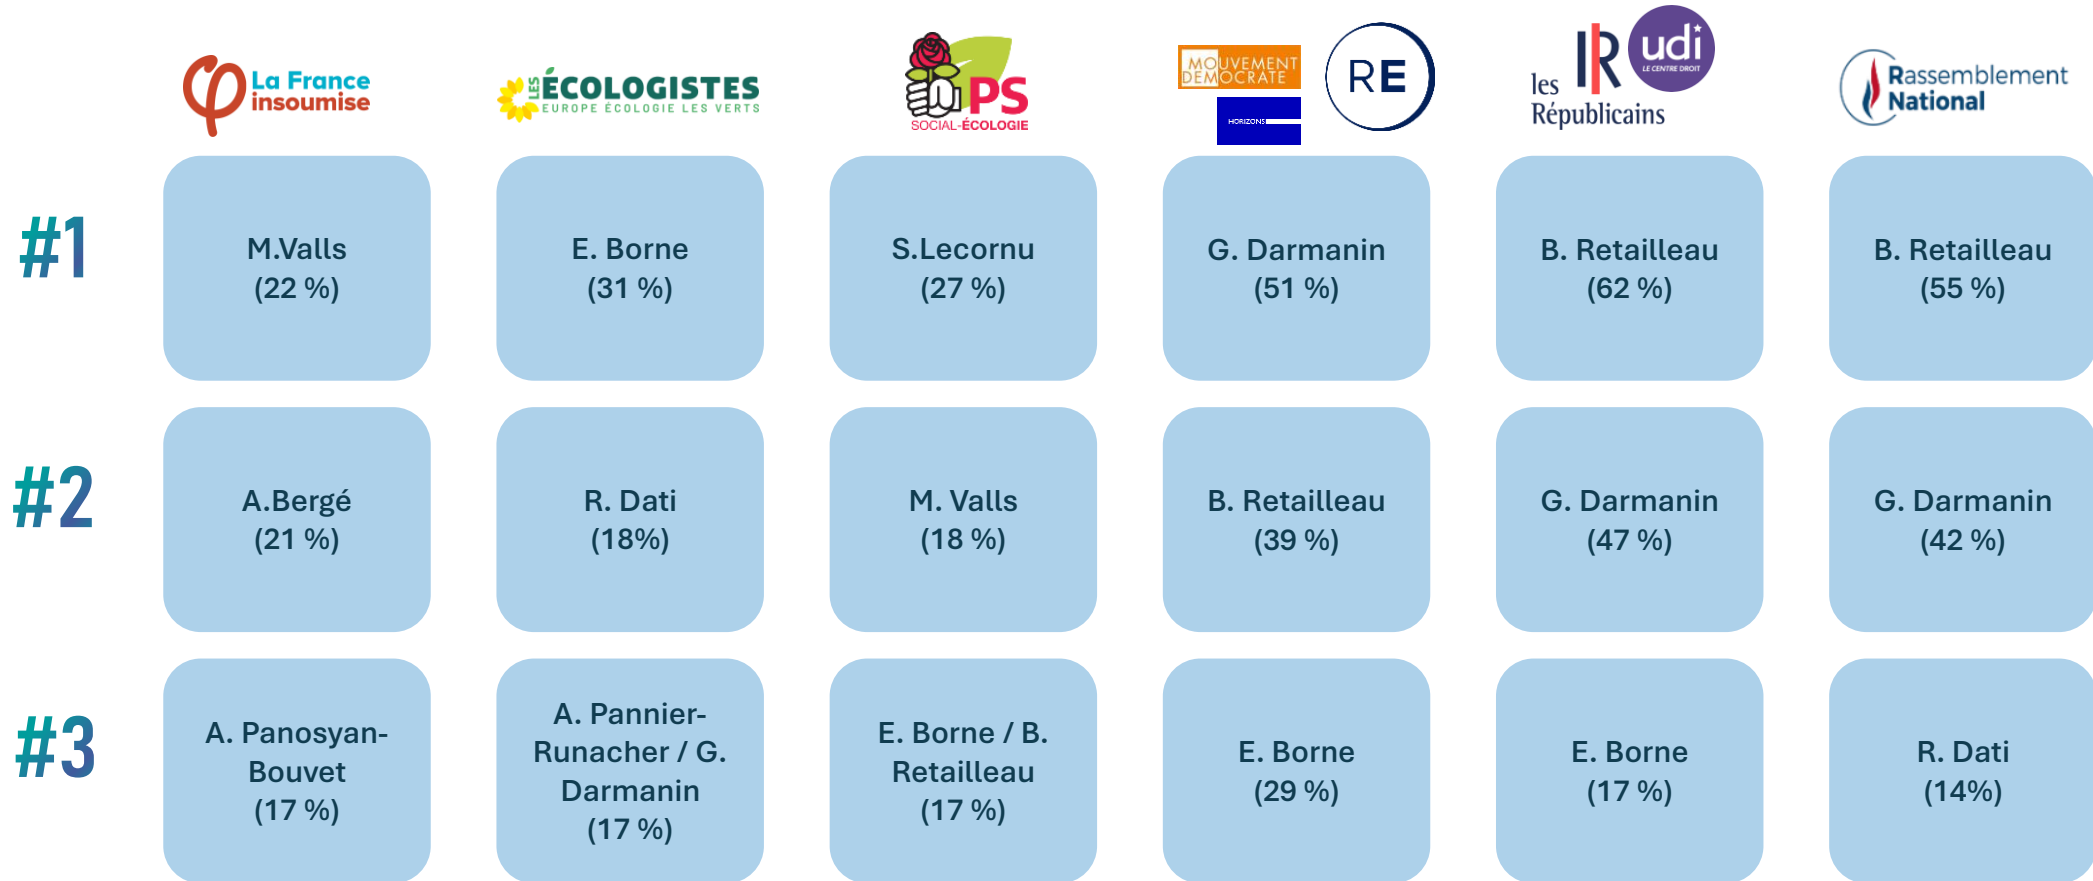 La France
insoumise
LES ÉCOLOGISTES
EUROPE ÉCOLOGIE LES VERTS
PS
SOCIAL-ÉCOLOGIE
MOUVEMENT
DEMOCRATE
HORIZONS
RE
les
Républicains
udi
LE CENTRE DROIT
Rassemblement
National
#1
M.Valls
(22 %)
E. Borne
(31 %)
S.Lecornu
(27 %)
G. Darmanin
(51 %)
B. Retailleau
(62 %)
B. Retailleau
(55 %)
#2
A.Bergé
(21 %)
R. Dati
(18%)
M. Valls
(18 %)
B. Retailleau
(39 %)
G. Darmanin
(47 %)
G. Darmanin
(42 %)
#3
A. Panosyan-
Bouvet
(17 %)
A. Pannier-
Runacher / G.
Darmanin
(17 %)
E. Borne / B.
Retailleau
(17 %)
E. Borne
(29 %)
E. Borne
(17 %)
R. Dati
(14%)